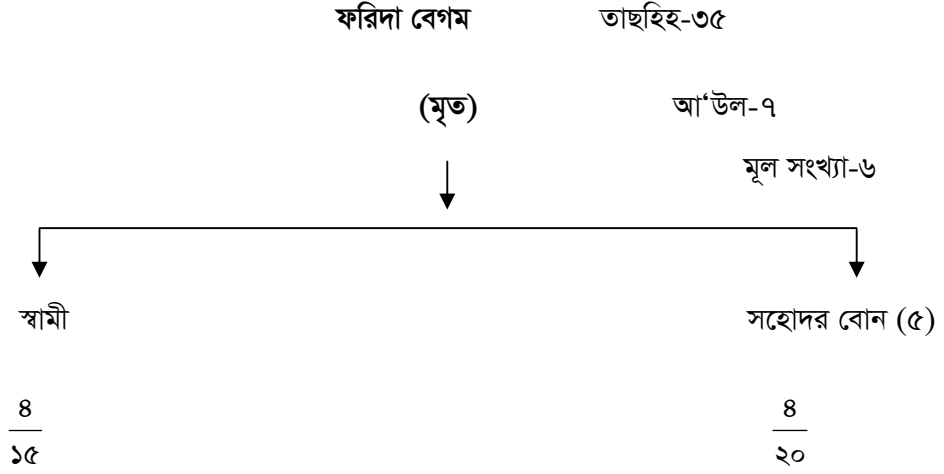 ফরিদা বেগম তাছহিহ-৩৫
(মৃত) আ‘উল-৭
মূল সংখ্যা-৬
স্বামী সহোদর বোন (৫)
৪ ৪
১৫ ২০